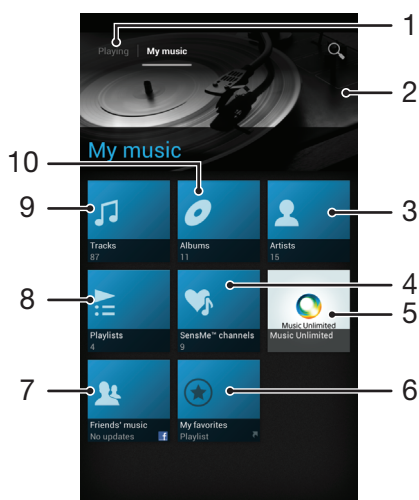 1
Playing | My music
2
My music
10
9
3
Tracks
87
Albums
11
Artists
15
4
8
5
Playlists
4
SensMe™ channels
9
Music Unlimited
Music Unlimited
7
6
Friends' music
No updates
f
My favorites
Playlist